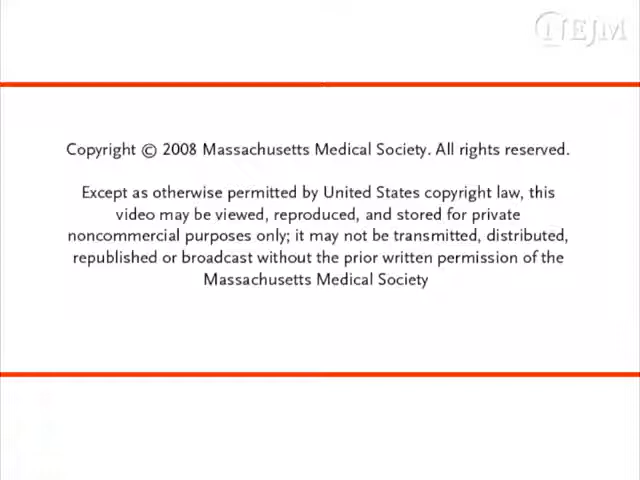 NEJM
Copyright © 2008 Massachusetts Medical Society. All rights reserved.
Except as otherwise permitted by United States copyright law, this
video may be viewed, reproduced, and stored for private
noncommercial purposes only; it may not be transmitted, distributed,
republished or broadcast without the prior written permission of the
Massachusetts Medical Society